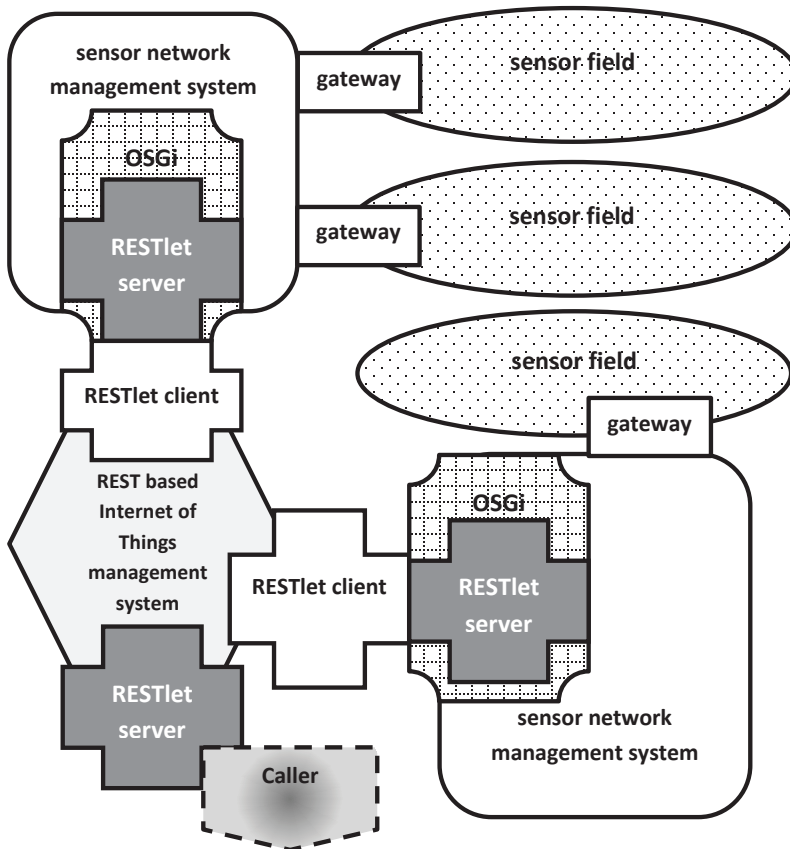 sensor network
management system
gateway
sensor field
OSGi
RESTlet
server
gateway
sensor field
RESTlet client
sensor field
gateway
REST based
Internet of
Things
management
system
RESTlet client
OSGi
RESTlet
server
RESTlet
server
sensor network
management system
Caller